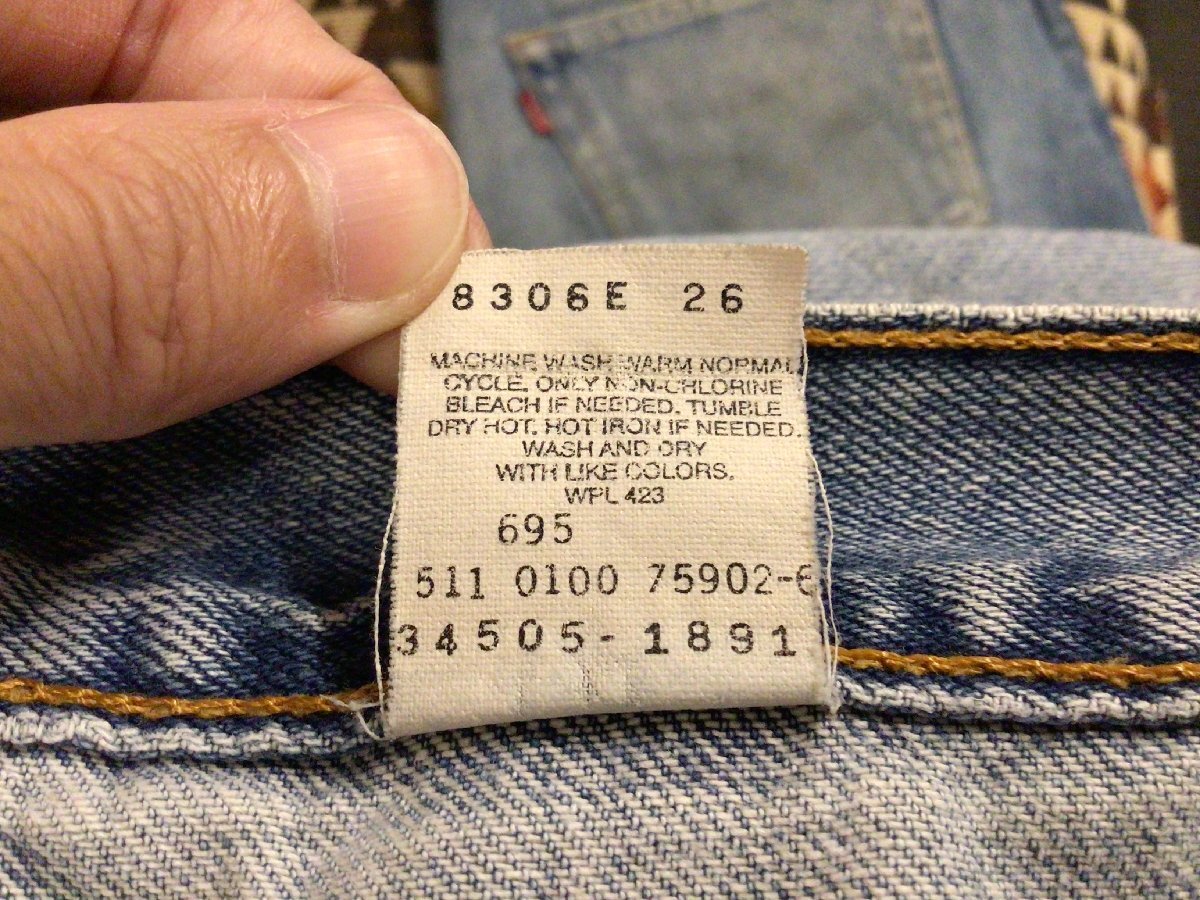 8306E 26
MACHINE WASH WARM NORMAL
CYCLE. ONLY NON-CHLORINE
BLEACH IF NEEDED. TUMBLE
DRY HOT. HOT IRON IF NEEDED.
WASH AND DRY
WITH LIKE COLORS.
WPL 423
695
511 0100 75902-6
34505-1891